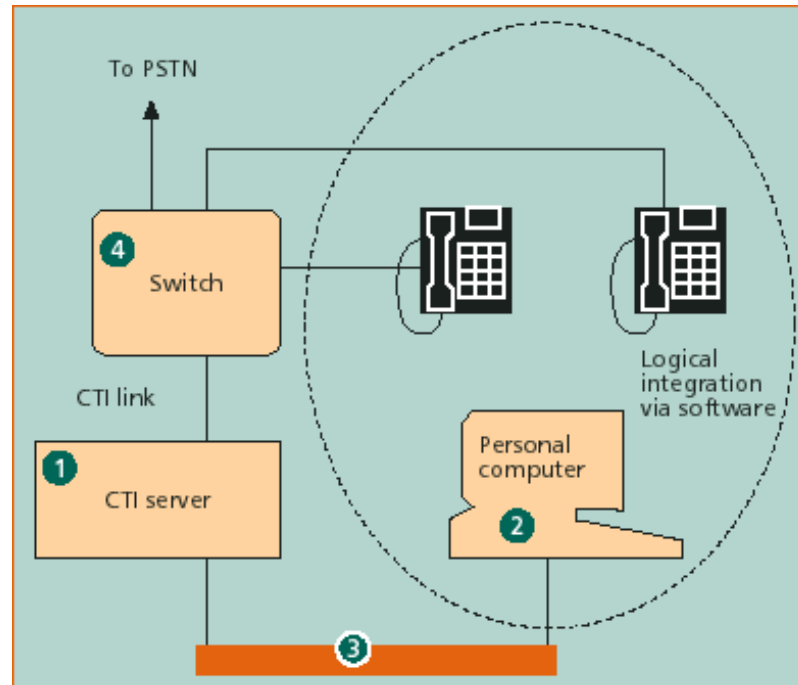 To PSTN
4
Switch
CTI link
1
CTI server
Logical
integration
via software
Personal
computer
2
3